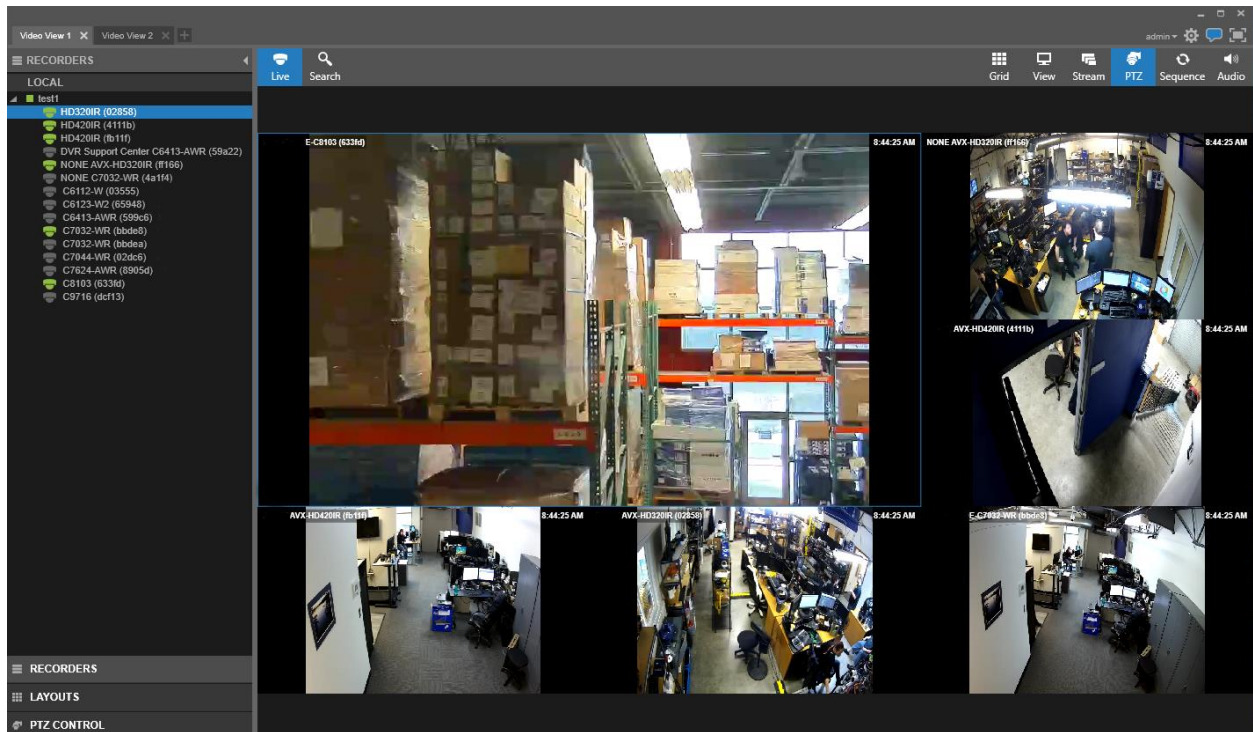 Video View 1
Video View 2
admin
RECORDERS
Live
Search
Grid
View
Stream
PTZ
Sequence
Audio
LOCAL
test1
HD320IR (02858)
HD420IR (4111b)
HD420IR (fb11f)
DVR Support Center C6413-AWR (59a22)
NONE AVX-HD320IR (ff166)
NONE C7032-WR (4a1f4)
C6112-W (03555)
C6123-W2 (65948)
C6413-AWR (599c6)
C7032-WR (bbde8)
C7032-WR (bbdea)
C7044-WR (02dc6)
C7624-AWR (8905d)
C8103 (633fd)
C9716 (dcf13)
E-C8103 (633fd) 8:44:25 AM
NONE AVX-HD320IR (ff166) 8:44:25 AM
AVX-HD420IR (4111b) 8:44:25 AM
AVX-HD420IR (fb11f) 8:44:25 AM
AVX-HD320IR (02858) 8:44:25 AM
E-C7032-WR (bbde8) 8:44:25 AM
RECORDERS
LAYOUTS
PTZ CONTROL